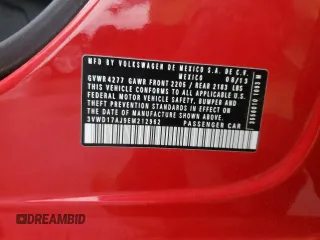 MFG BY VOLKSWAGEN DE MEXICO S.A. DE C.V.
MEXICO 08/13
GVWR 4277 GAWR FRONT 2205 / REAR 2183 LBS
THIS VEHICLE CONFORMS TO ALL APPLICABLE U.S.
FEDERAL MOTOR VEHICLE SAFETY, BUMPER AND
THEFT PREVENTION STANDARDS IN EFFECT ON THE
DATE OF MANUFACTURE SHOWN ABOVE.
3VWD17AJ9EM212992
PASSENGER CAR
DREAMBID